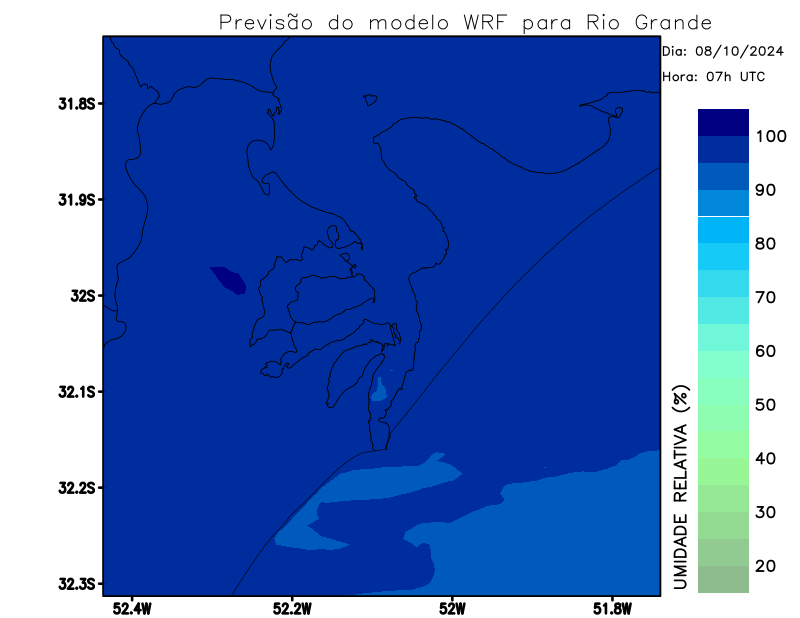 Previsão do modelo WRF para Rio Grande
Dia: 08/10/2024
Hora: 07h UTC
31.8S
31.9S
32S
32.1S
32.2S
32.3S
52.4W
52.2W
52W
51.8W
100
90
80
70
60
50
40
30
20
UMIDADE RELATIVA (%)